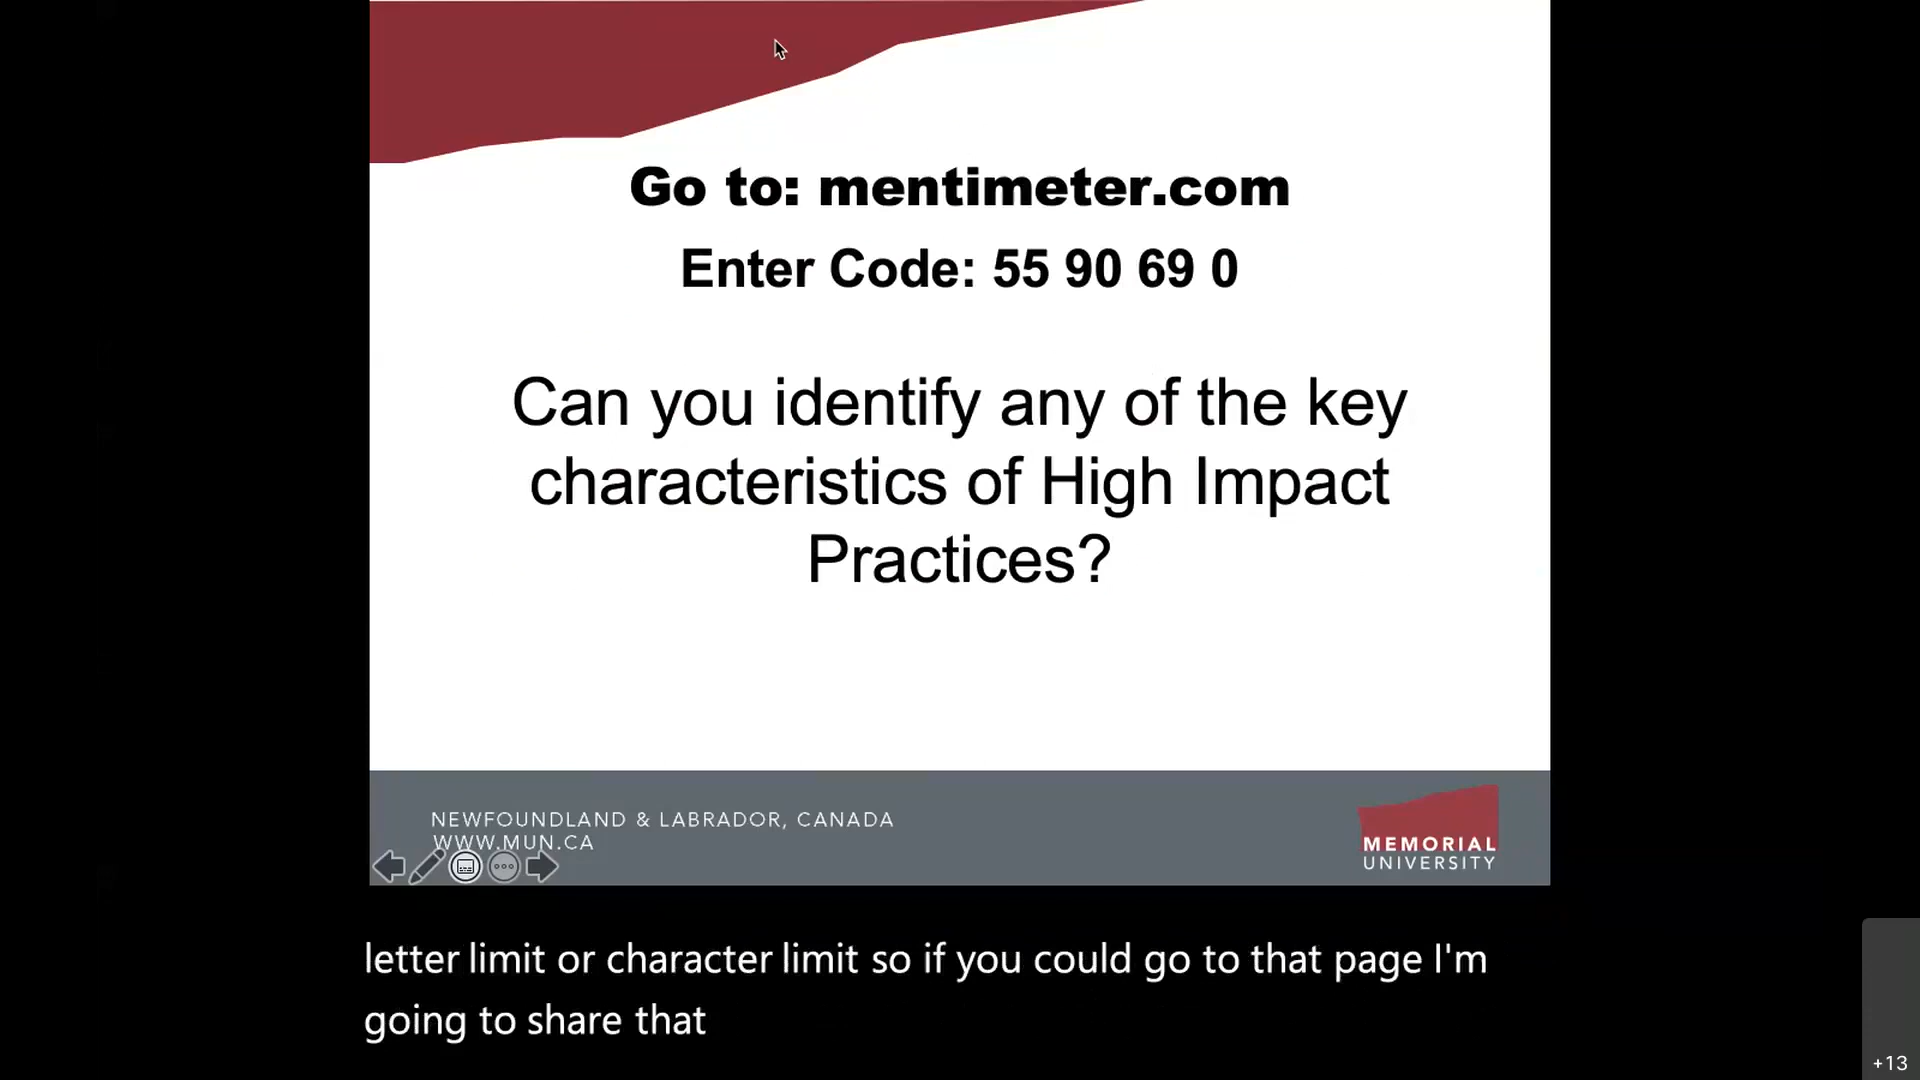 Go to: mentimeter.com
Enter Code: 55 90 69 0
Can you identify any of the key
characteristics of High Impact
Practices?
NEWFOUNDLAND & LABRADOR, CANADA
WWW.MUN.CA
MEMORIAL
UNIVERSITY
letter limit or character limit so if you could go to that page I'm
going to share that
+13